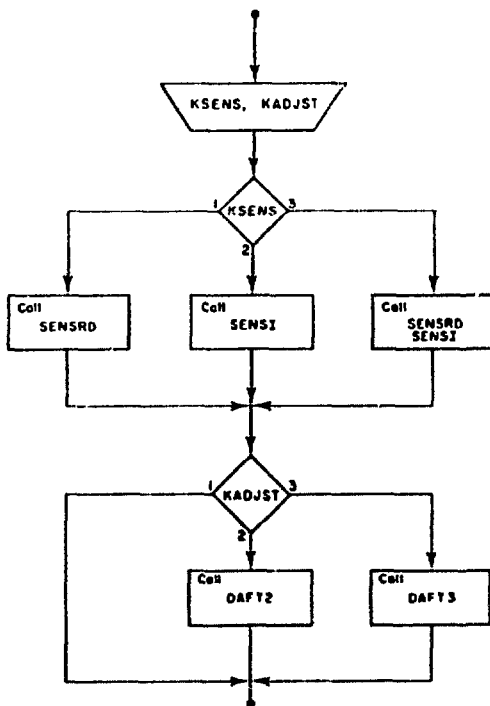 KSENS, KADJST
1 KSENS 3
2
Call
SENSRD
Call
SENSI
Call
SENSRD
SENSI
1 KADJST 3
2
Call
DAFT2
Call
DAFT3